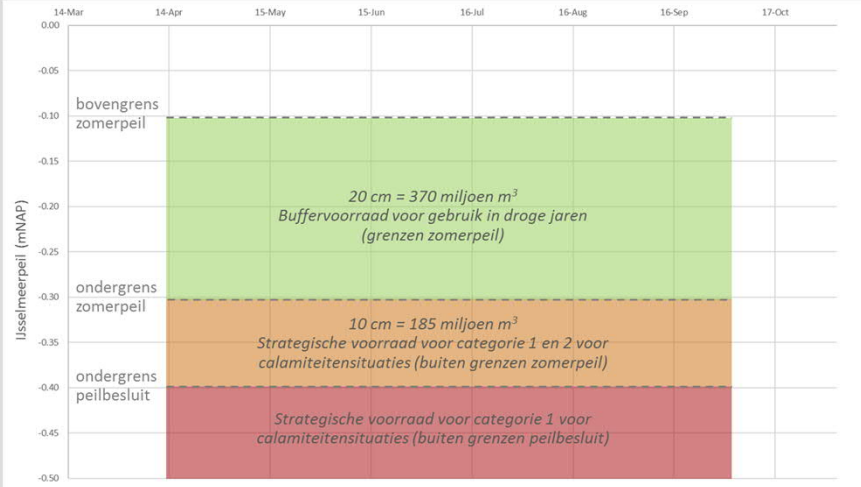 14-Mar 14-Apr 15-May 15-Jun 16-Jul 16-Aug 16-Sep 17-Oct
0.00
-0.05
-0.10
-0.15
-0.20
-0.25
-0.30
-0.35
-0.40
-0.45
-0.50
IJsselmeerpeil (mNAP)
bovengrens
zomerpeil
20 cm = 370 miljoen m³
Buffervoorraad voor gebruik in droge jaren
(grenzen zomerpeil)
ondergrens
zomerpeil
10 cm = 185 miljoen m³
Strategische voorraad voor categorie 1 en 2 voor
calamiteitensituaties (buiten grenzen zomerpeil)
ondergrens
peilbesluit
Strategische voorraad voor categorie 1 voor
calamiteitensituaties (buiten grenzen peilbesluit)